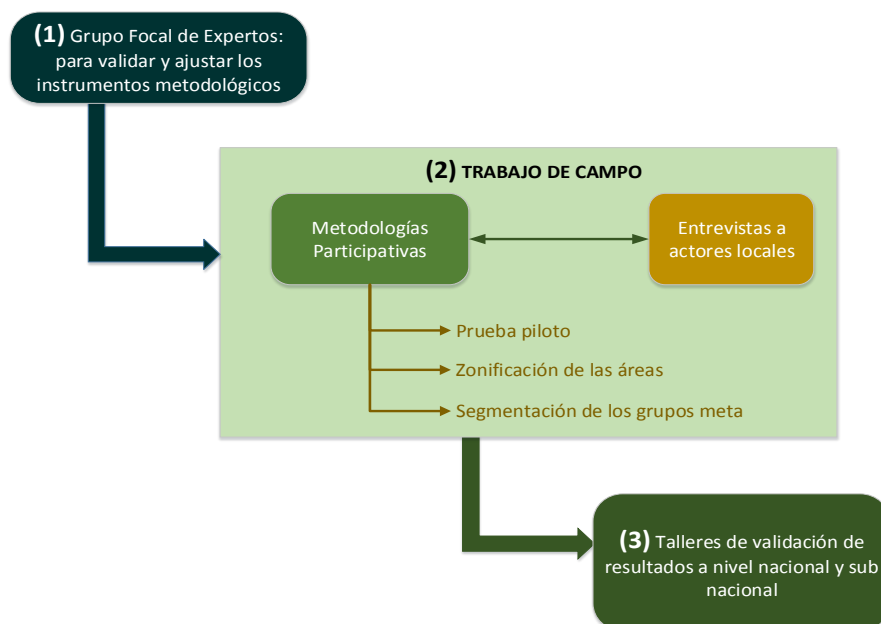 (1) Grupo Focal de Expertos:
para validar y ajustar los
instrumentos metodológicos
(2) TRABAJO DE CAMPO
Metodologías
Participativas
Entrevistas a
actores locales
Prueba piloto
Zonificación de las áreas
Segmentación de los grupos meta
(3) Talleres de validación de
resultados a nivel nacional y sub
nacional